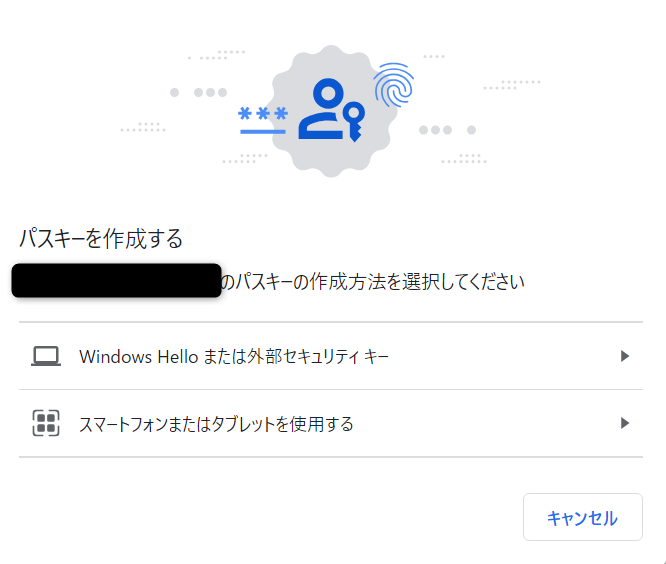 ***
パスキーを作成する
のパスキーの作成方法を選択してください
Windows Hello または外部セキュリティ キー
スマートフォンまたはタブレットを使用する
キャンセル